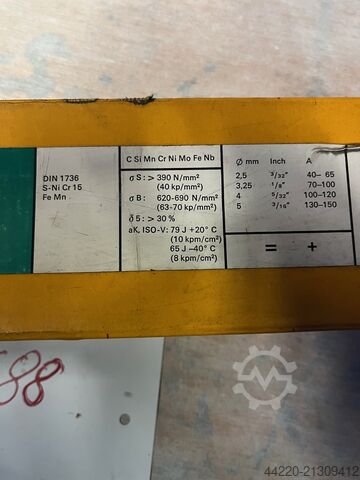 DIN 1736
S-Ni Cr 15
Fe Mn
C Si Mn Cr Ni Mo Fe Nb
σ S: > 390 N/mm²
(40 kp/mm²)
σ B: 620-690 N/mm²
(63-70 kp/mm²)
δ5: > 30 %
aK, ISO-V: 79 J +20° C
(10 kpm/cm²)
65 J –40° C
(8 kpm/cm²)
Ø mm Inch A
2,5 3/32" 40– 65
3,25 1/8" 70–100
4 5/32" 100–120
5 3/16" 130–150
= +
88
44220-21309412